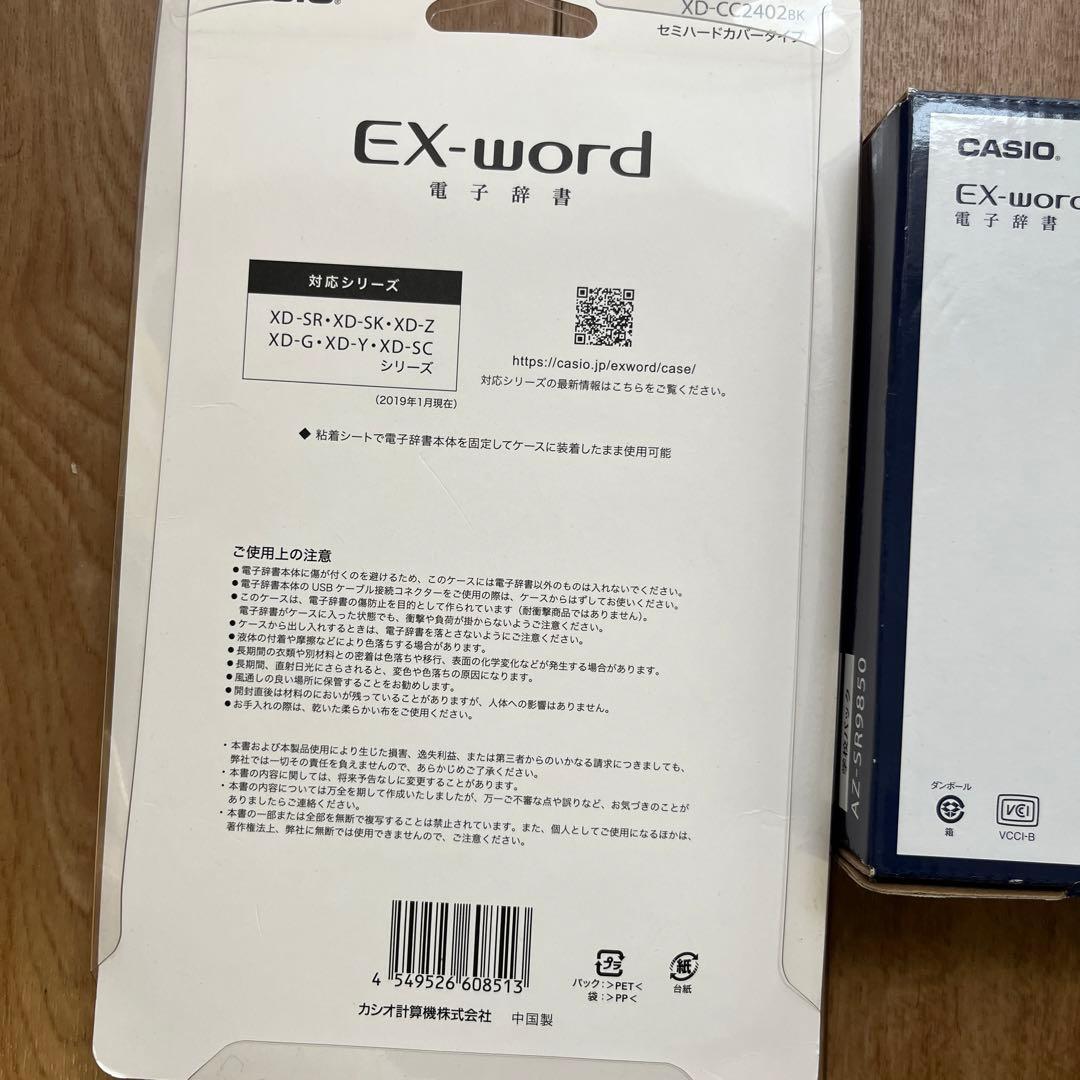 XD-CC2402BK
セミハードカバータイプ
EX-word
電子辞書
対応シリーズ
XD-SR・XD-SK・XD-Z
XD-G・XD-Y・XD-SC
シリーズ
(2019年1月現在)
https://casio.jp/exword/case/
対応シリーズの最新情報はこちらをご覧ください。
◆ 粘着シートで電子辞書本体を固定してケースに装着したまま使用可能
ご使用上の注意
●電子辞書本体に傷が付くのを避けるため、このケースには電子辞書以外のものは入れないでください。
●電子辞書本体の USB ケーブル接続コネクターをご使用の際は、ケースからはずしてお使いください。
●このケースは、電子辞書の傷防止を目的として作られています(耐衝撃商品ではありません)。
電子辞書がケースに入った状態でも、衝撃や負荷が掛からないようご注意ください。
●ケースから出し入れするときは、電子辞書を落とさないようにご注意ください。
●液体の付着や摩擦などにより色落ちする場合があります。
●長期間の衣類や別材料との密着は色落ちや移行、表面の化学変化などが発生する場合があります。
●長期間、直射日光にさらされると、変色や色落ちの原因になります。
●風通しの良い場所に保管することをお勧めします。
●開封直後は材料のにおいが残っていることがありますが、人体への影響はありません。
●お手入れの際は、乾いた柔らかい布をご使用ください。
・本書および本製品使用により生じた損害、逸失利益、または第三者からのいかなる請求につきましても、
弊社では一切その責任を負えませんので、あらかじめご了承ください。
・本書の内容に関しては、将来予告なしに変更することがあります。
・本書の内容については万全を期して作成いたしましたが、万一ご不審な点や誤りなど、お気づきのことが
ありましたらご連絡ください。
・本書の一部または全部を無断で複写することは禁止されています。また、個人としてご使用になるほかは、
著作権法上、弊社に無断では使用できませんので、ご注意ください。
4 549526 608513
カシオ計算機株式会社 中国製
プラ
パック:>PET<
袋:>PP<
紙
台紙
CASIO®
EX-word
電子辞書
AZ-SR9850
ダンボール
箱
VCCI-B